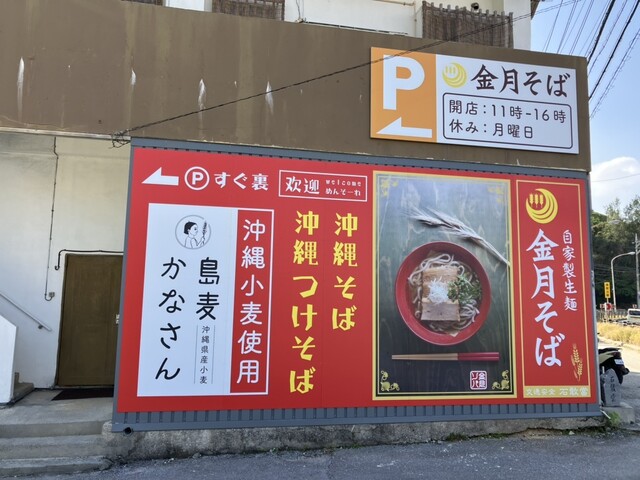 P
金月そば
開店：11時-16時
休み：月曜日
Pすぐ裏
欢迎
welcome
めんそーれ
沖縄そば
沖縄つけそば
沖縄小麦使用
島麦
かなさん
沖縄県産小麦
自家製生麺
金月そば